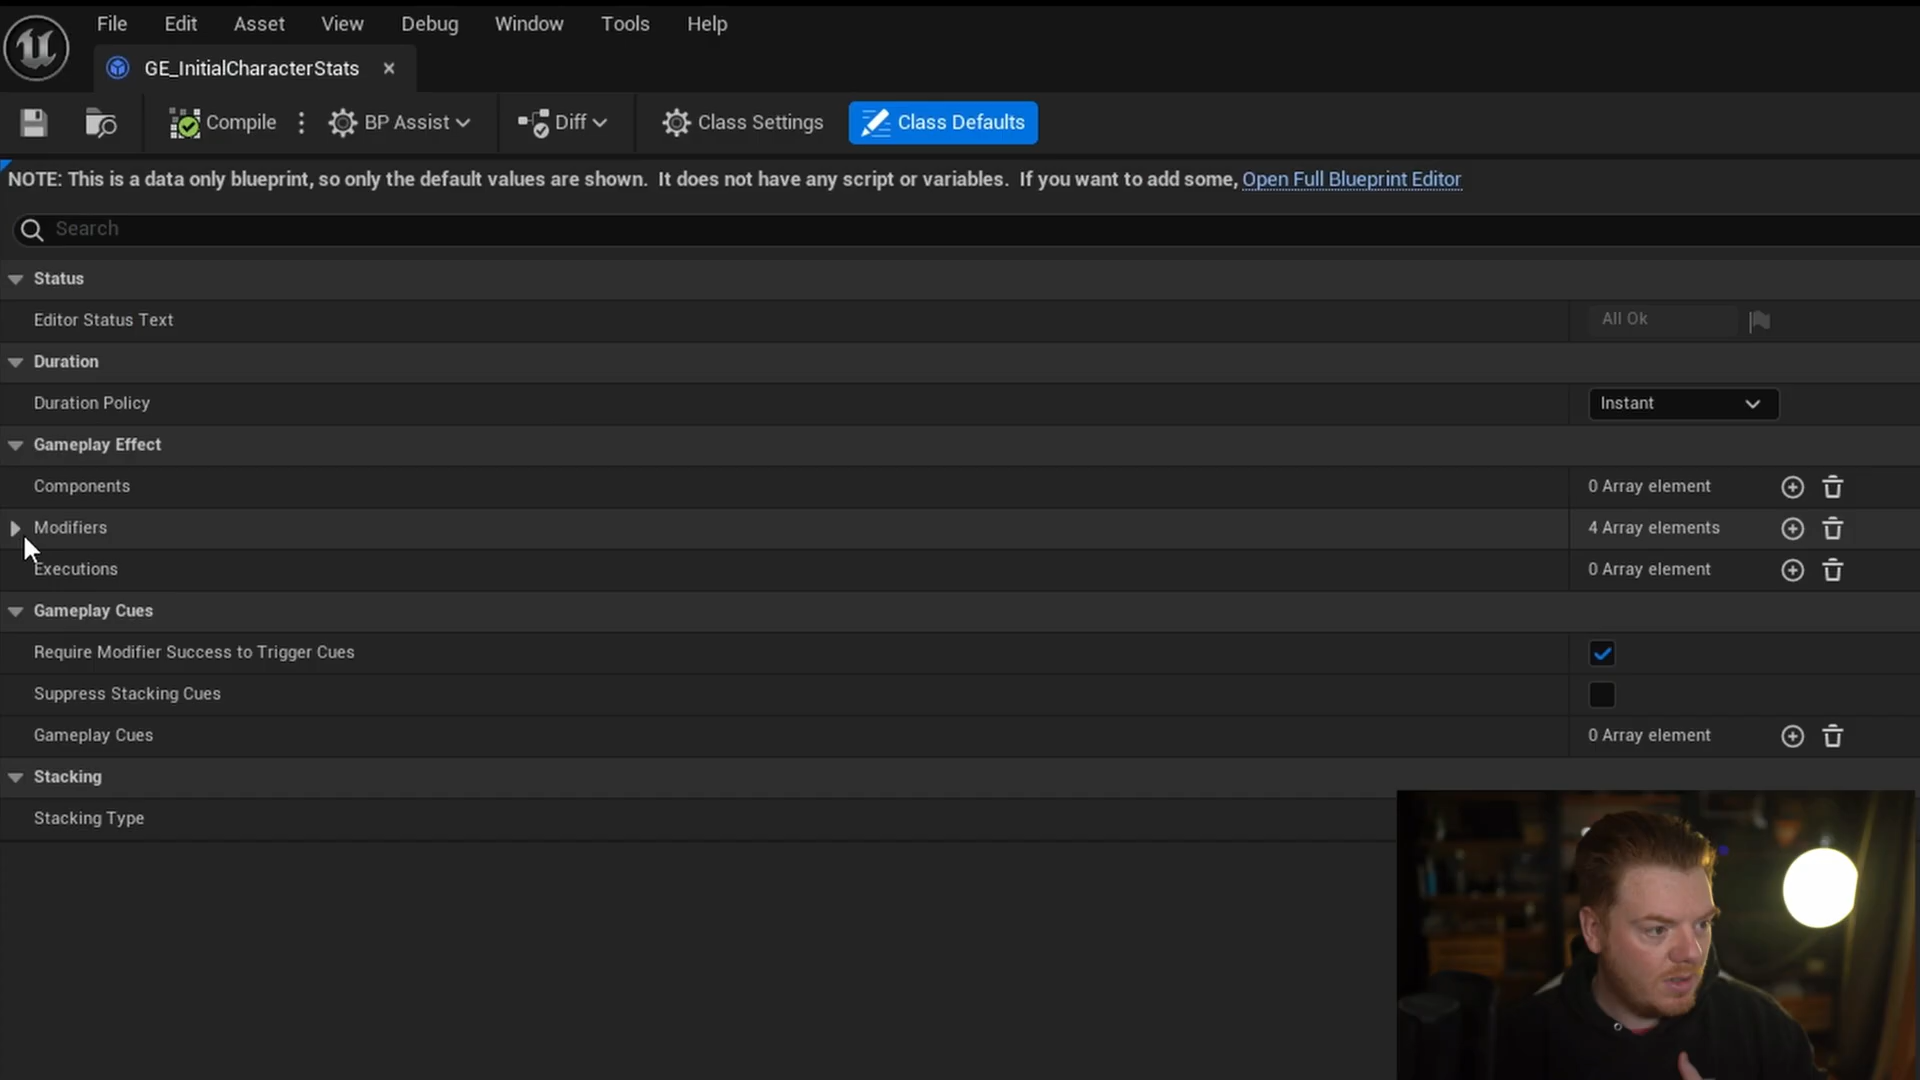 File Edit Asset View Debug Window Tools Help
GE_InitialCharacterStats
Compile BP Assist Diff Class Settings Class Defaults
NOTE: This is a data only blueprint, so only the default values are shown. It does not have any script or variables. If you want to add some, Open Full Blueprint Editor
Search
Status
Editor Status Text All Ok
Duration
Duration Policy Instant
Gameplay Effect
Components 0 Array element
Modifiers 4 Array elements
Executions 0 Array element
Gameplay Cues
Require Modifier Success to Trigger Cues
Suppress Stacking Cues
Gameplay Cues 0 Array element
Stacking
Stacking Type